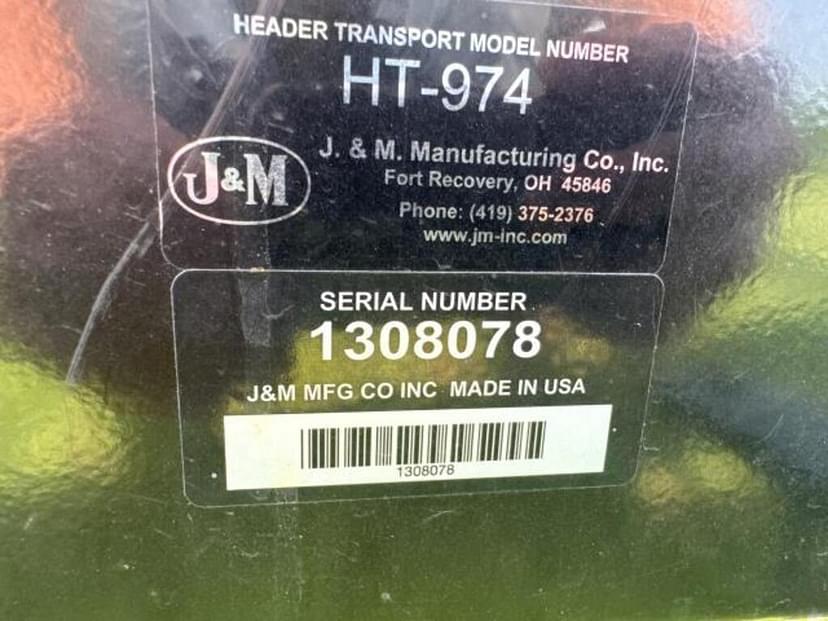 HEADER TRANSPORT MODEL NUMBER
HT-974
J&M
J. & M. Manufacturing Co., Inc.
Fort Recovery, OH 45846
Phone: (419) 375-2376
www.jm-inc.com
SERIAL NUMBER
1308078
J&M MFG CO INC MADE IN USA
1308078